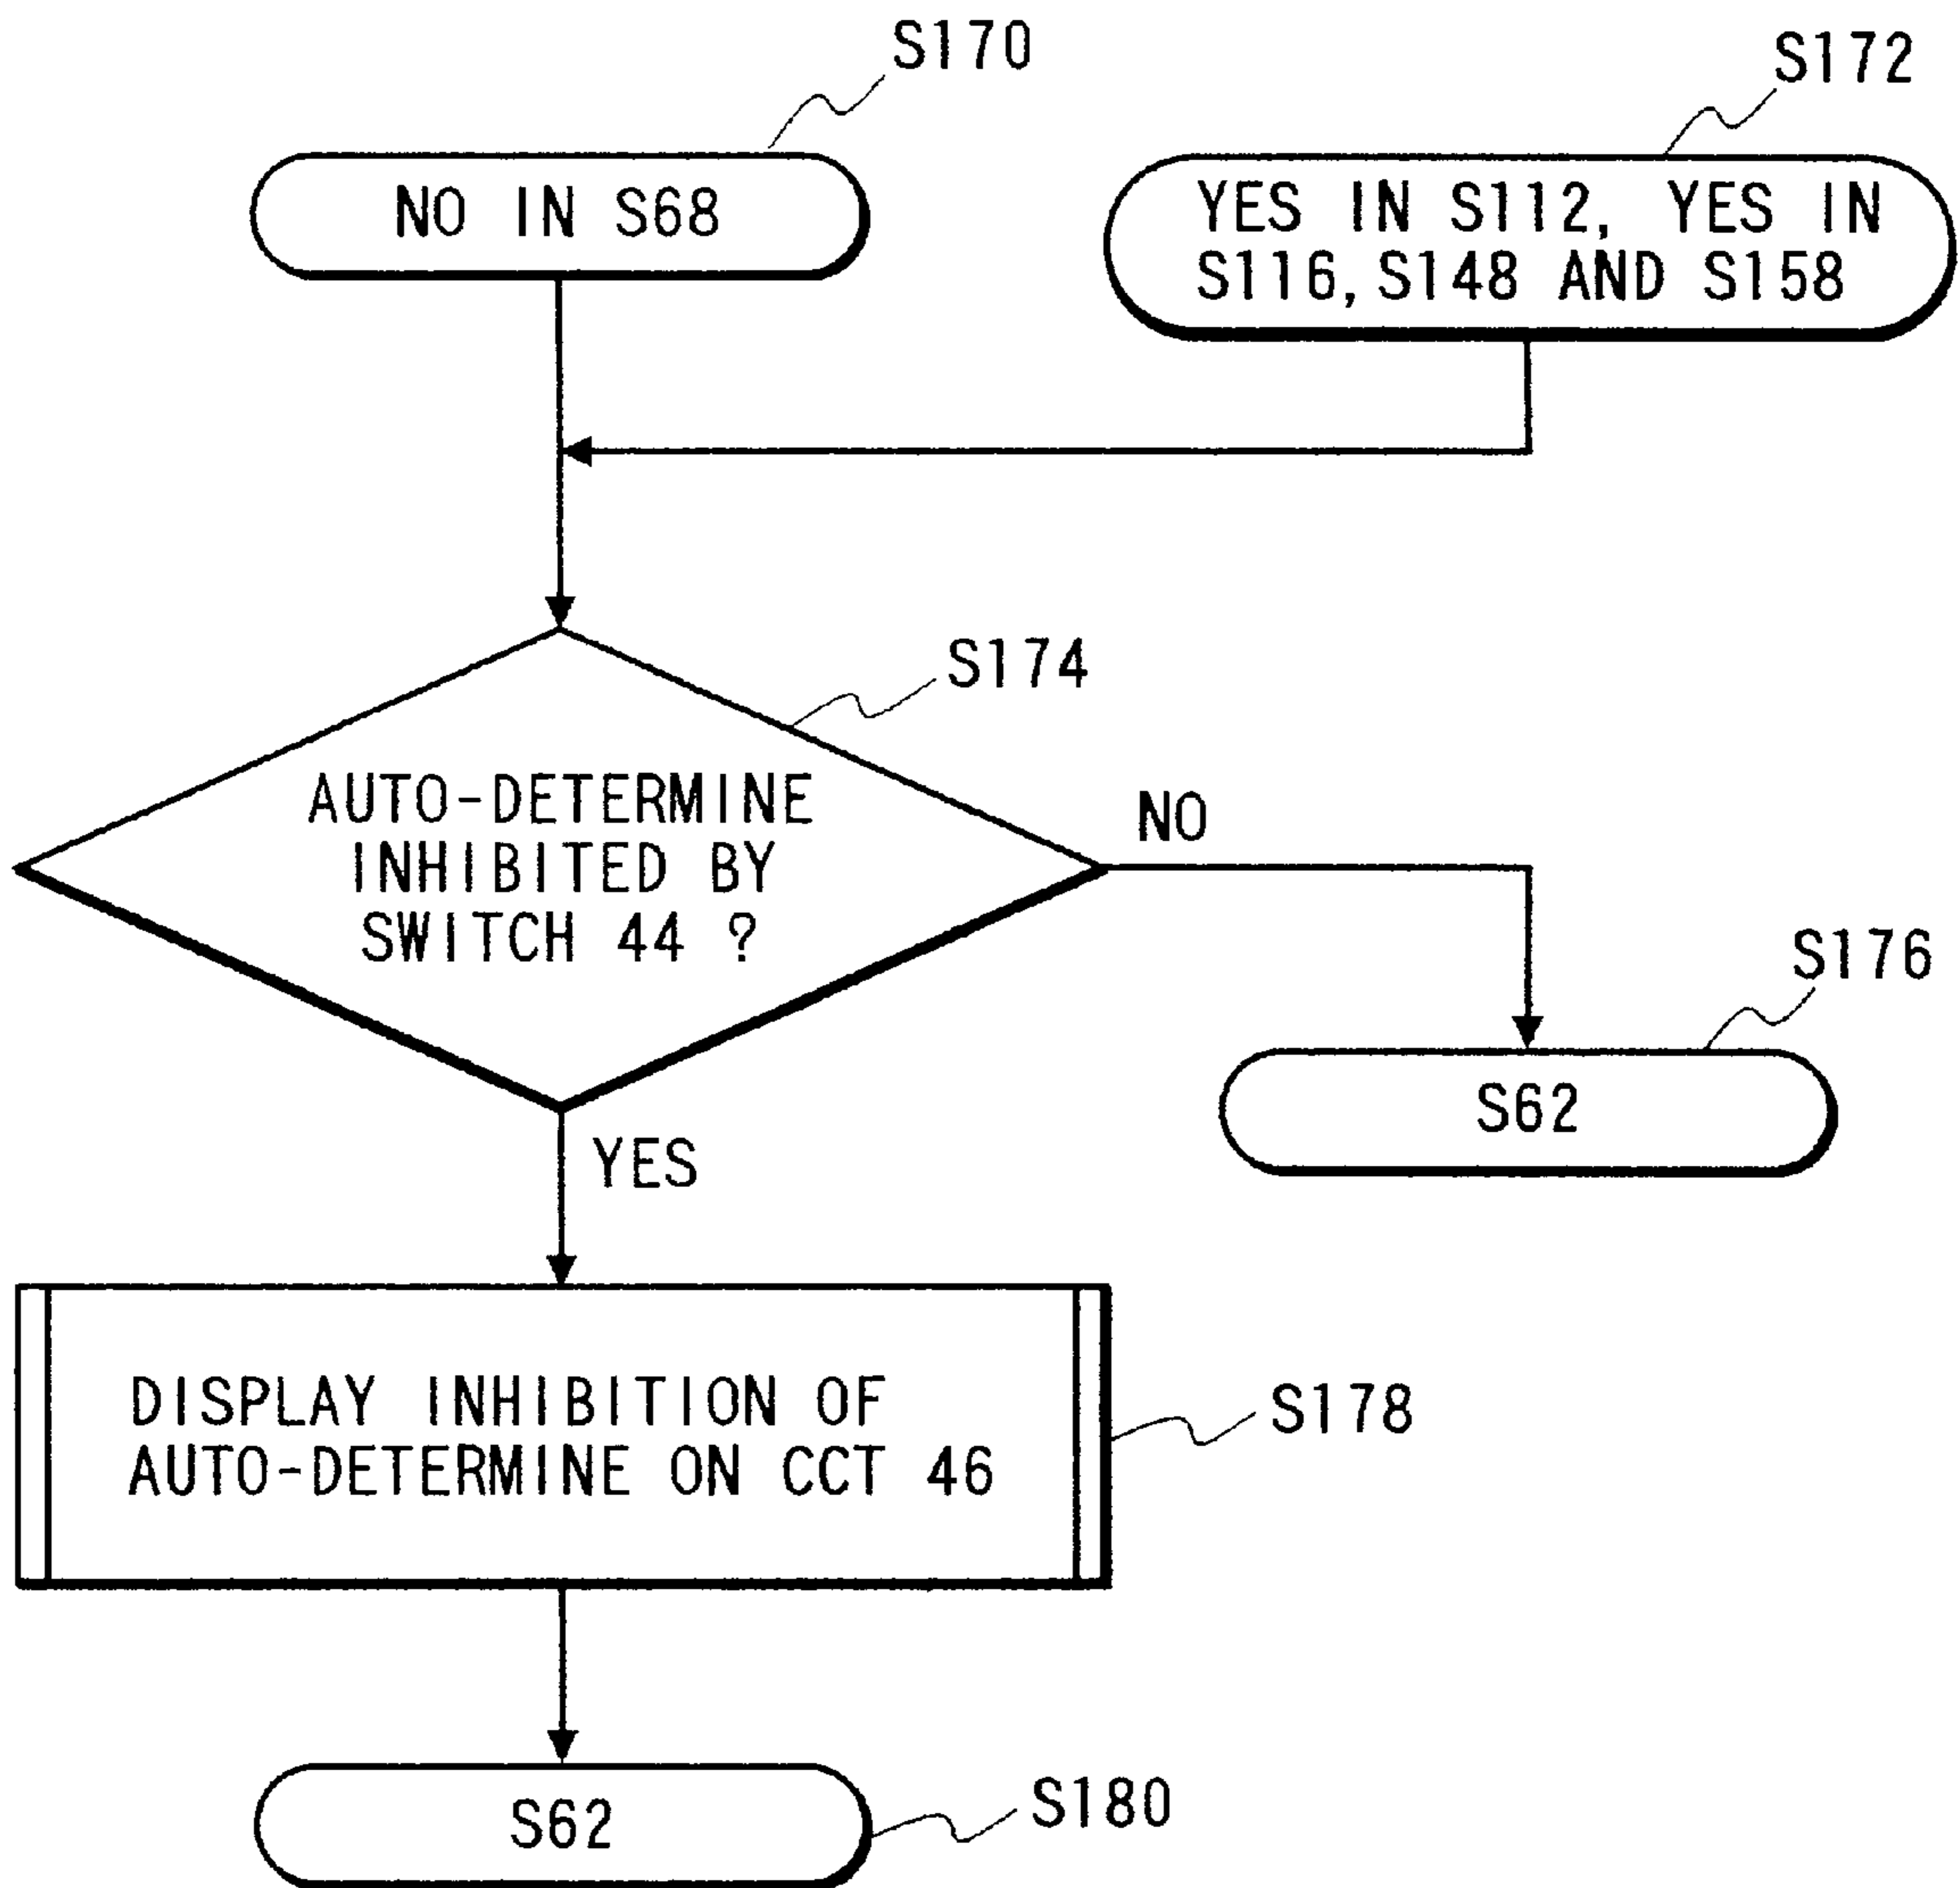 S170
S172
NO IN S68
YES IN S112, YES IN
S116, S148 AND S158
S174
AUTO-DETERMINE
INHIBITED BY
SWITCH 44 ?
NO
S176
S62
YES
DISPLAY INHIBITION OF
AUTO-DETERMINE ON CCT 46
S178
S62
S180